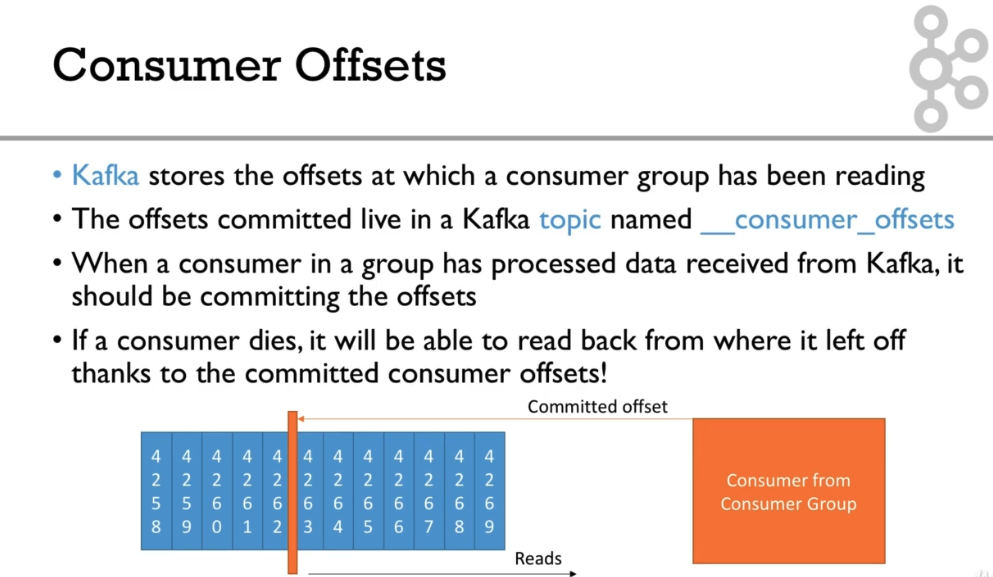 Consumer Offsets
• Kafka stores the offsets at which a consumer group has been reading
• The offsets committed live in a Kafka topic named __consumer_offsets
• When a consumer in a group has processed data received from Kafka, it
should be committing the offsets
• If a consumer dies, it will be able to read back from where it left off
thanks to the committed consumer offsets!
Committed offset
4258 4259 4260 4261 4262 4263 4264 4265 4266 4267 4268 4269
Consumer from
Consumer Group
Reads